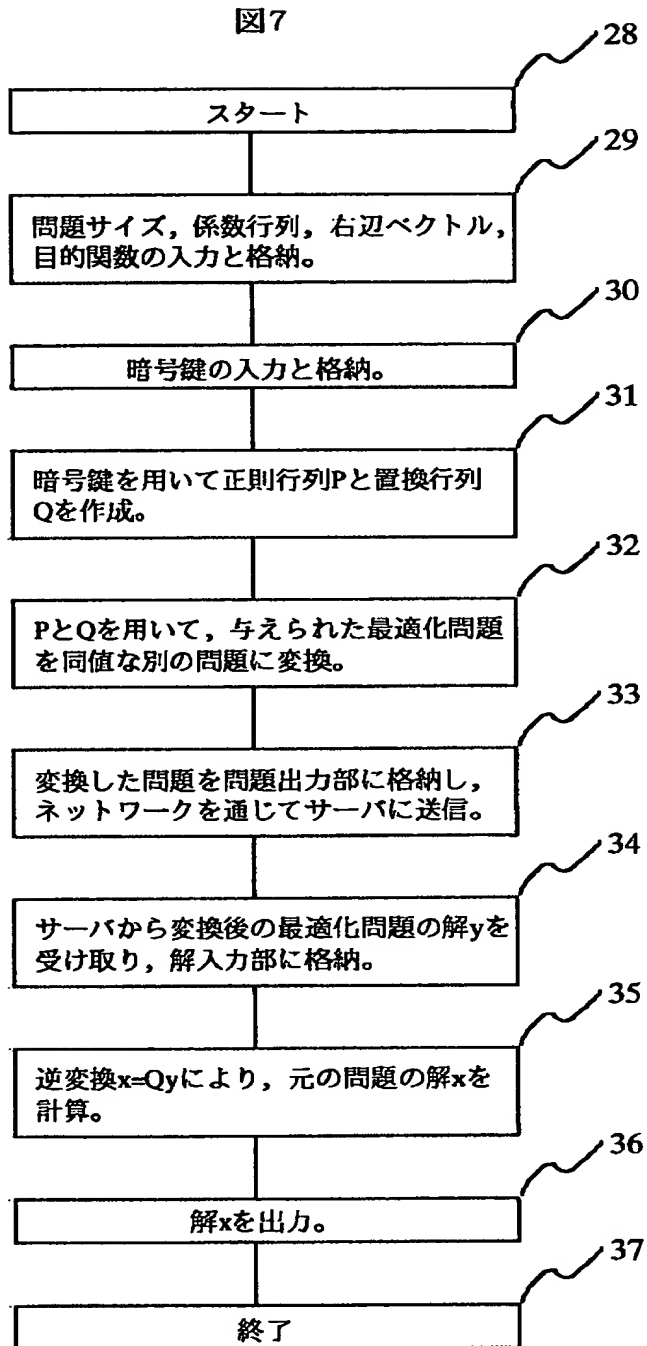 図7
28
スタート
29
問題サイズ，係数行列，右辺ベクトル，
目的関数の入力と格納。
30
暗号鍵の入力と格納。
31
暗号鍵を用いて正則行列Pと置換行列
Qを作成。
32
PとQを用いて，与えられた最適化問題
を同値な別の問題に変換。
33
変換した問題を問題出力部に格納し，
ネットワークを通じてサーバに送信。
34
サーバから変換後の最適化問題の解yを
受け取り，解入力部に格納。
35
逆変換x=Qyにより，元の問題の解xを
計算。
36
解xを出力。
37
終了